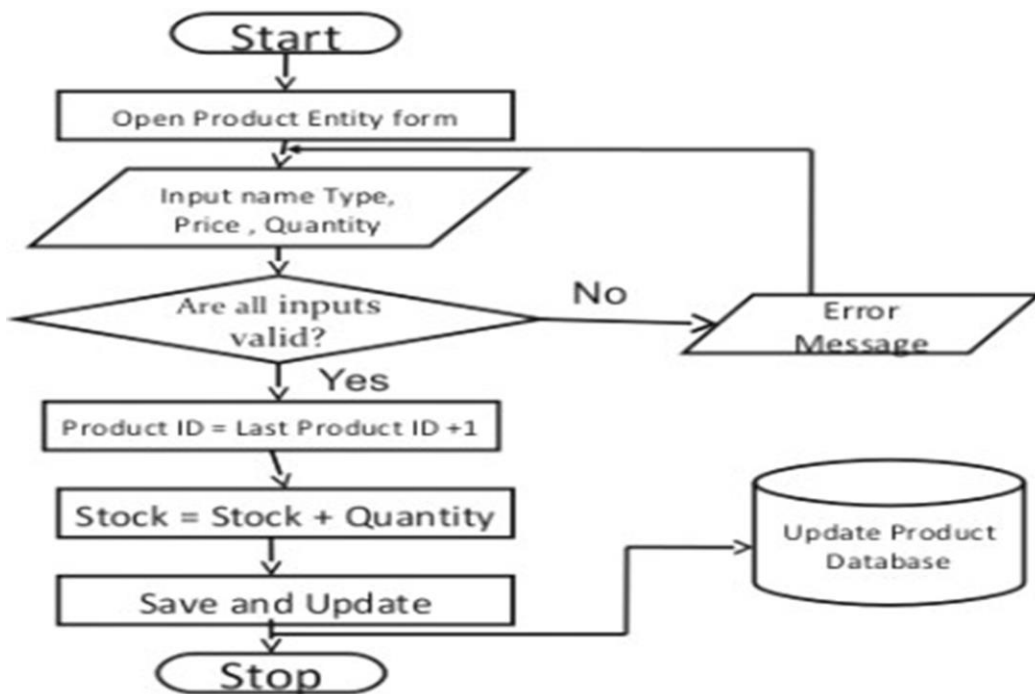 Start
Open Product Entity form
Input name Type,
Price , Quantity
Are all inputs
valid?
No
Error
Message
Yes
Product ID = Last Product ID +1
Stock = Stock + Quantity
Update Product
Database
Save and Update
Stop